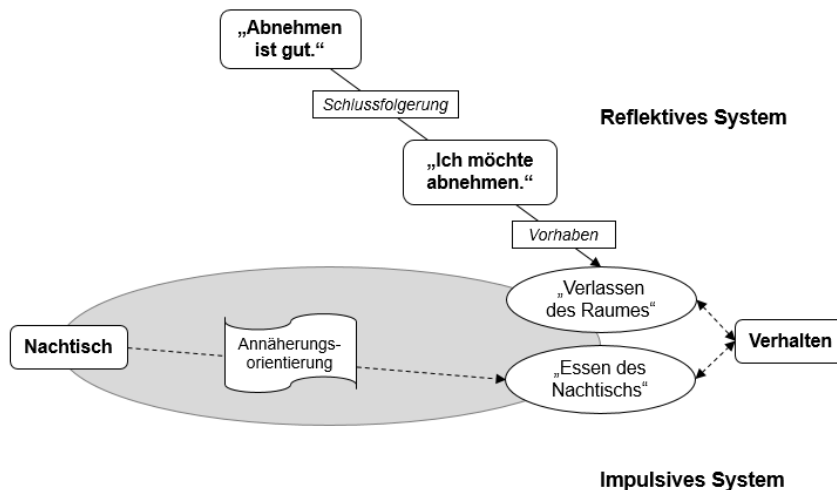 „Abnehmen
ist gut.“
Schlussfolgerung
Reflektives System
„Ich möchte
abnehmen.“
Vorhaben
„Verlassen
des Raumes“
Nachtisch
Annäherungs-
orientierung
Verhalten
„Essen des
Nachtischs“
Impulsives System